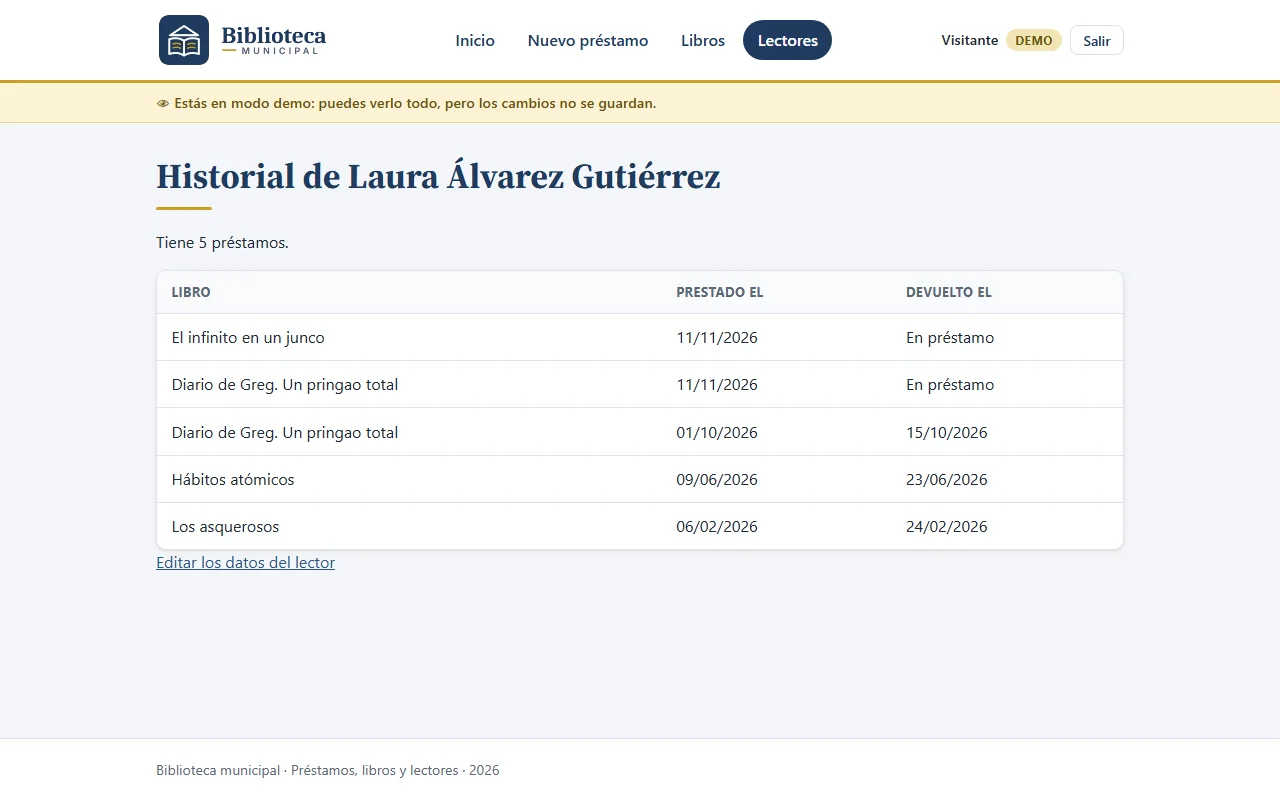 Biblioteca
MUNICIPAL
Inicio Nuevo préstamo Libros Lectores Visitante DEMO Salir
Estás en modo demo: puedes verlo todo, pero los cambios no se guardan.
Historial de Laura Álvarez Gutiérrez
Tiene 5 préstamos.
LIBRO PRESTADO EL DEVUELTO EL
El infinito en un junco 11/11/2026 En préstamo
Diario de Greg. Un pringao total 11/11/2026 En préstamo
Diario de Greg. Un pringao total 01/10/2026 15/10/2026
Hábitos atómicos 09/06/2026 23/06/2026
Los asquerosos 06/02/2026 24/02/2026
Editar los datos del lector
Biblioteca municipal · Préstamos, libros y lectores · 2026